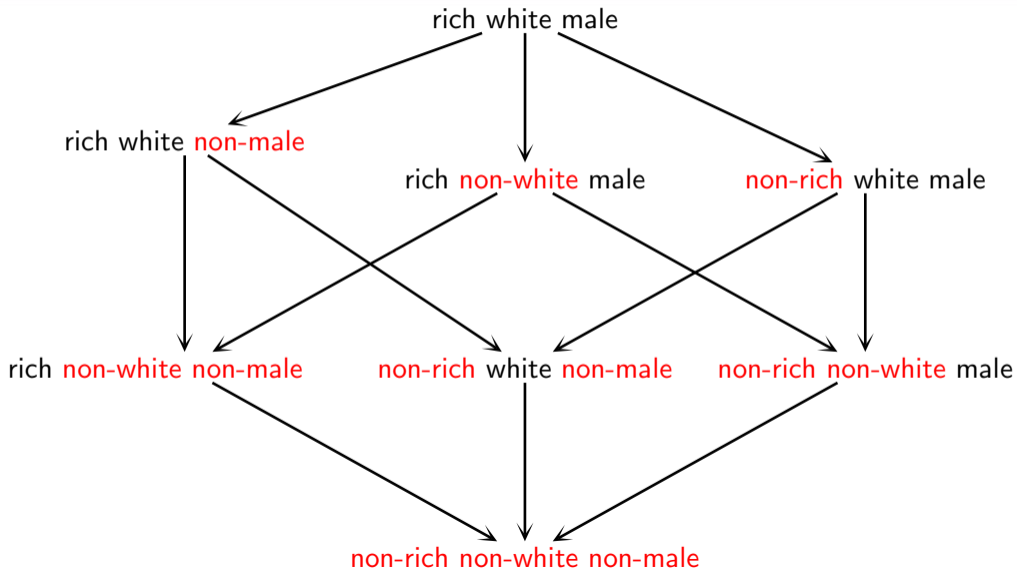 rich white male
rich white non-male
rich non-white male
non-rich white male
rich non-white non-male
non-rich white non-male
non-rich non-white male
non-rich non-white non-male